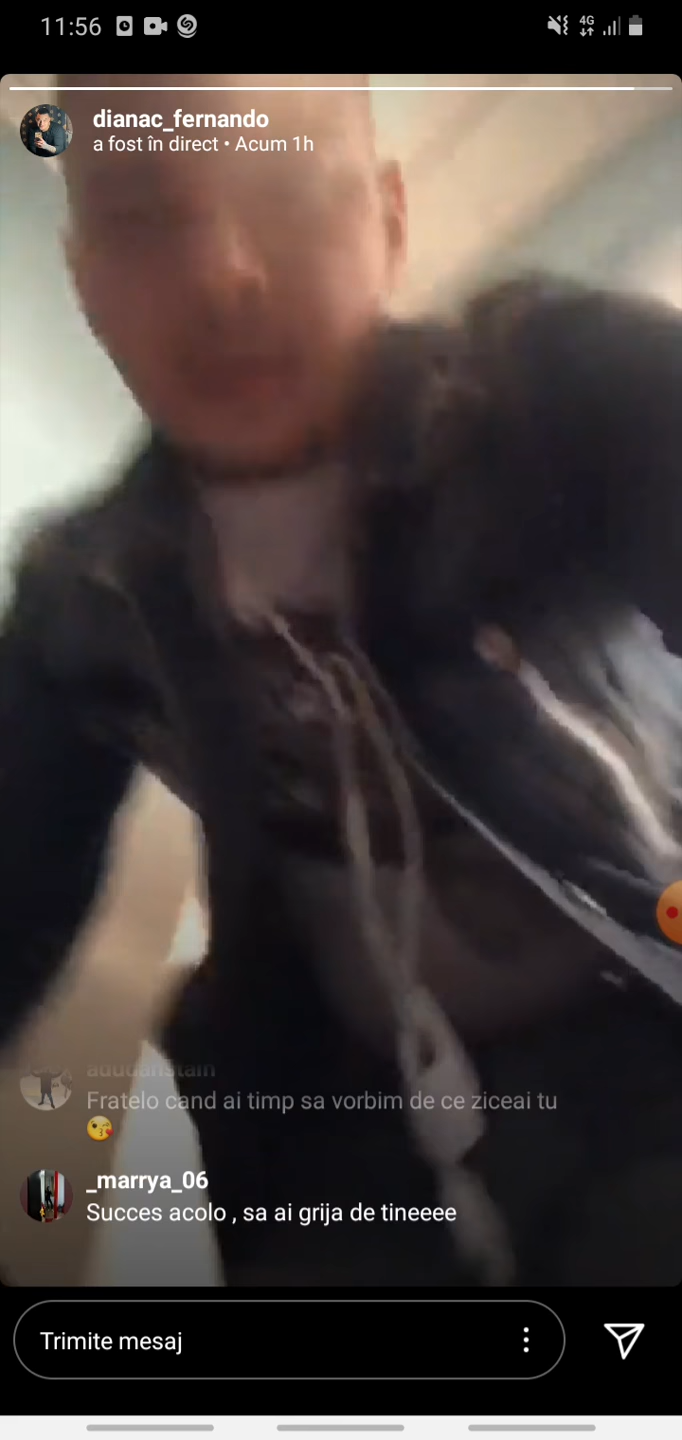 11:56
4G
dianac_fernando
a fost în direct • Acum 1h
Fratelo cand ai timp sa vorbim de ce ziceai tu
😘
_marrya_06
Succes acolo , sa ai grija de tineeee
Trimite mesaj